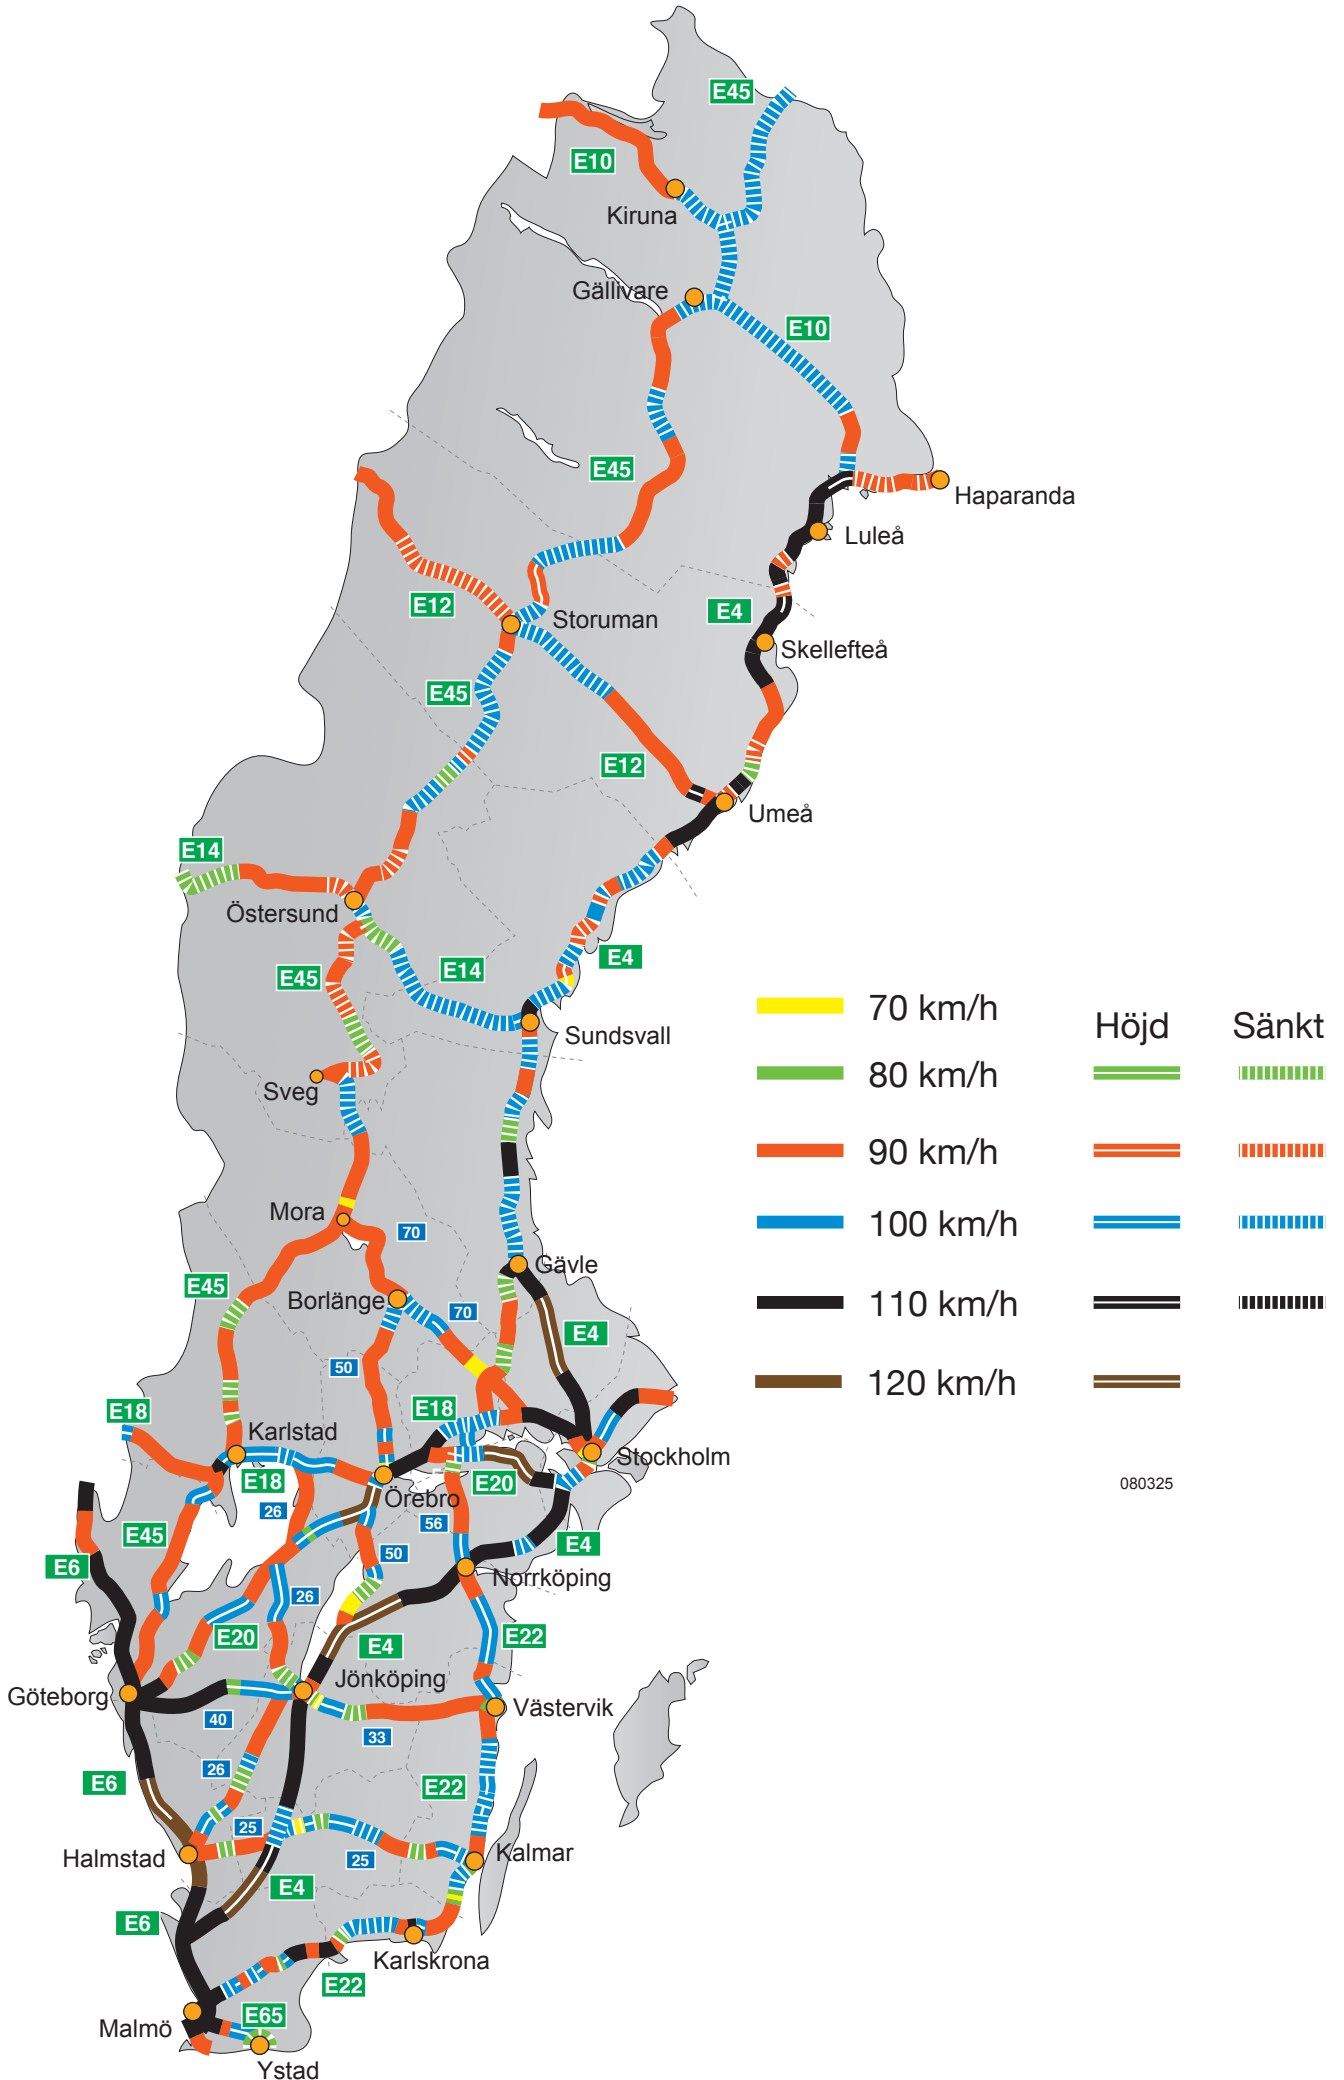 E45
E10
Kiruna
Gällivare
E10
E45
Haparanda
Luleå
E12
E4
Storuman
Skellefteå
E45
E12
Umeå
E14
Östersund
E4
E14
E45
Sundsvall
Sveg
70 km/h
Höjd Sänkt
80 km/h
90 km/h
100 km/h
110 km/h
120 km/h
Mora
70
Gävle
E45
Borlänge
70
E4
50
E18
E18
Karlstad
Stockholm
E18
E20
Örebro
080325
26
56
E45
E4
50
E6
Norrköping
26
E20
E4
E22
Jönköping
Göteborg
Västervik
40
33
26
E6
E22
25
Halmstad
25
Kalmar
E4
E6
Karlskrona
E22
E65
Malmö
Ystad